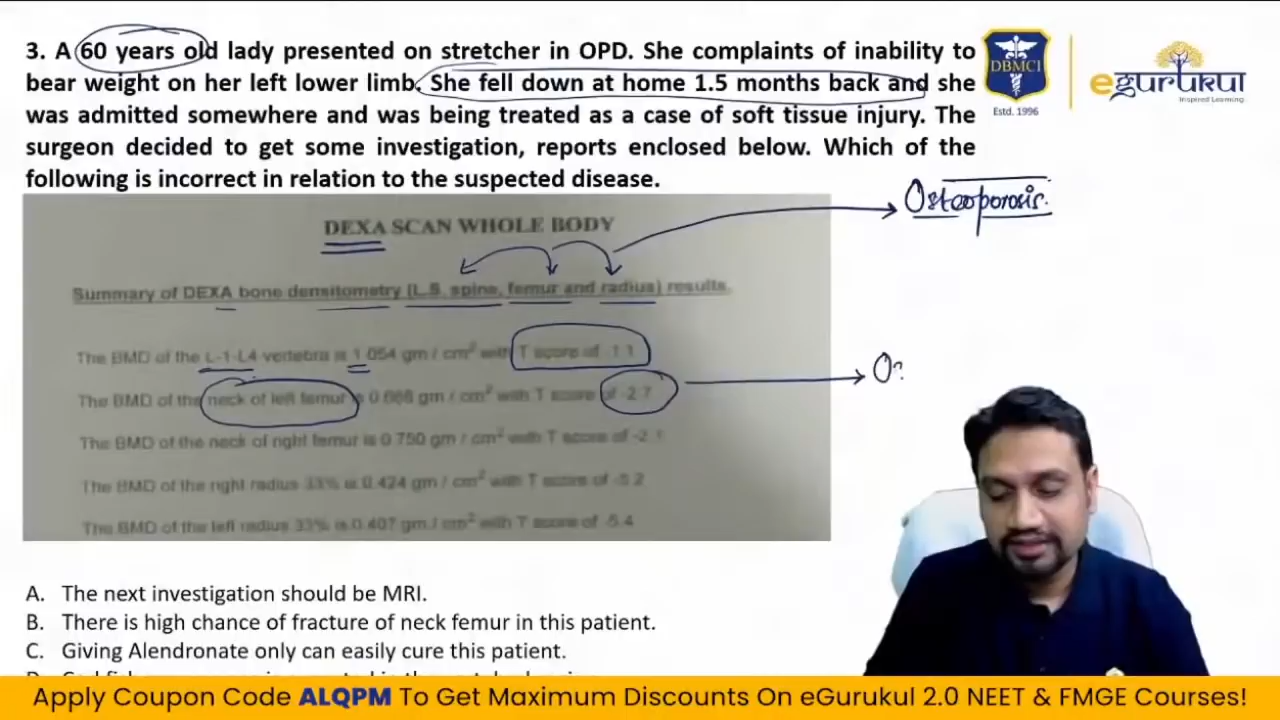 3. A 60 years old lady presented on stretcher in OPD. She complaints of inability to
bear weight on her left lower limb. She fell down at home 1.5 months back and she
was admitted somewhere and was being treated as a case of soft tissue injury. The
surgeon decided to get some investigation, reports enclosed below. Which of the
following is incorrect in relation to the suspected disease.
DBMCI
Estd. 1996
egurukul
Inspired Learning
Osteoporosis.
DEXA SCAN WHOLE BODY
Summary of DEXA bone densitometry (L.S. spine, femur and radius) results.
The BMD of the L-1-L4 vertebra is 1.054 gm / cm² with T score of -1.1
The BMD of the neck of left femur is 0.668 gm / cm² with T score of -2.7
The BMD of the neck of right femur is 0.750 gm / cm² with T score of -2.1
The BMD of the right radius 33% is 0.424 gm / cm² with T score of -5.2
The BMD of the left radius 33% is 0.407 gm / cm² with T score of -5.4
A. The next investigation should be MRI.
B. There is high chance of fracture of neck femur in this patient.
C. Giving Alendronate only can easily cure this patient.
Apply Coupon Code ALQPM To Get Maximum Discounts On eGurukul 2.0 NEET & FMGE Courses!